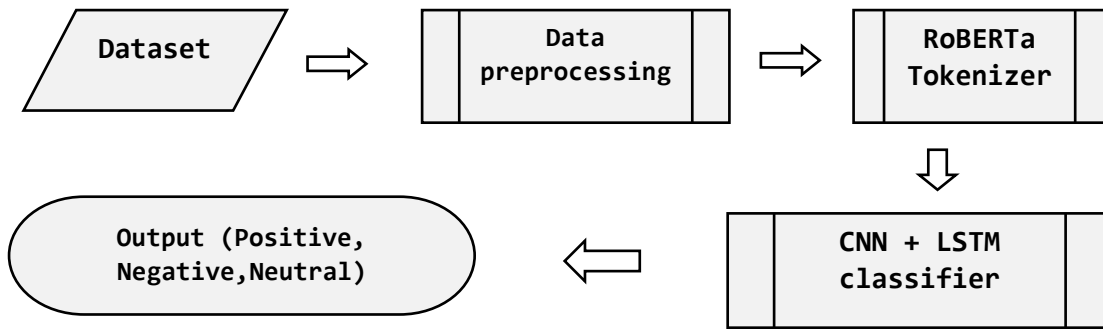 Dataset
Data
preprocessing
RoBERTa
Tokenizer
CNN + LSTM
classifier
Output (Positive,
Negative,Neutral)